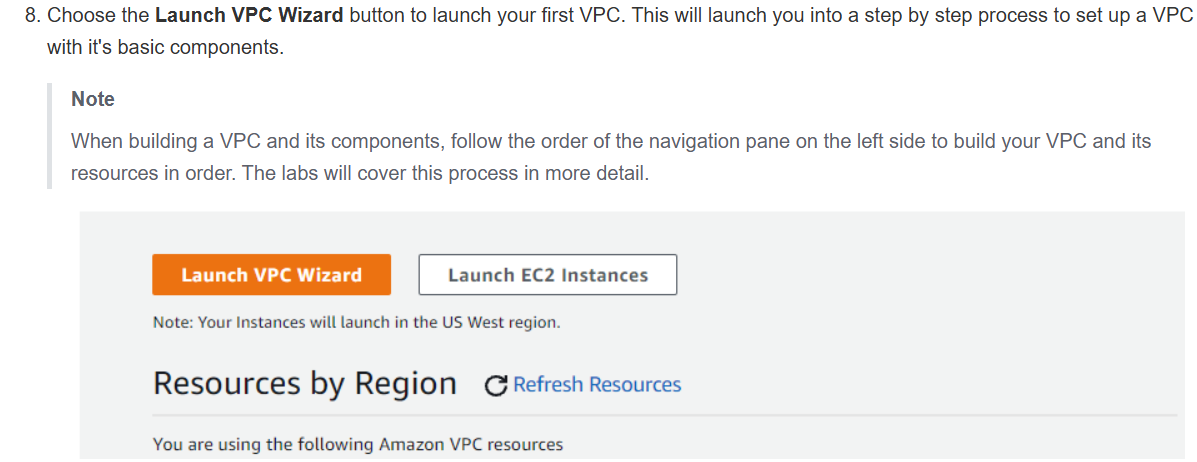 8. Choose the Launch VPC Wizard button to launch your first VPC. This will launch you into a step by step process to set up a VPC
with it's basic components.
Note
When building a VPC and its components, follow the order of the navigation pane on the left side to build your VPC and its
resources in order. The labs will cover this process in more detail.
Launch VPC Wizard Launch EC2 Instances
Note: Your Instances will launch in the US West region.
Resources by Region Refresh Resources
You are using the following Amazon VPC resources